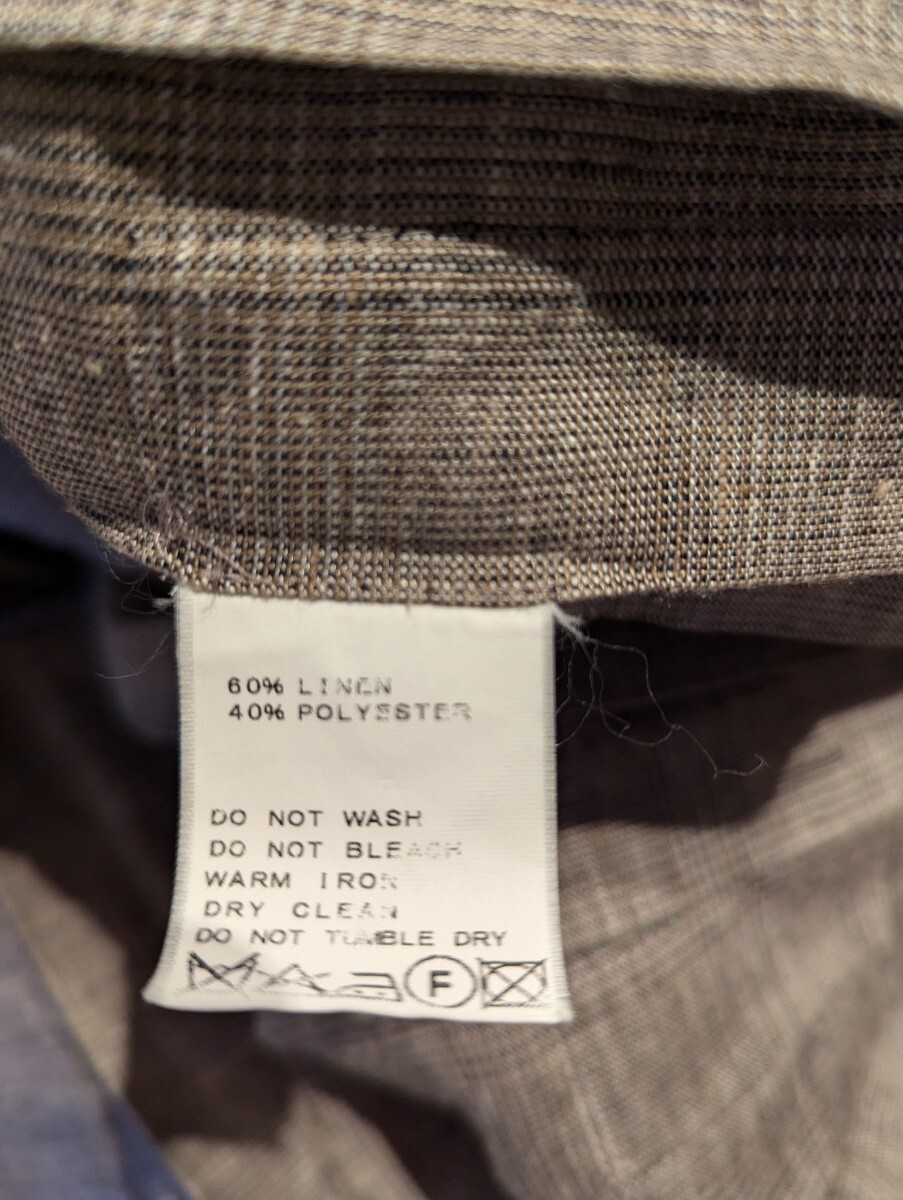 60% LINEN
40% POLYESTER
DO NOT WASH
DO NOT BLEACH
WARM IRON
DRY CLEAN
DO NOT TUMBLE DRY
F